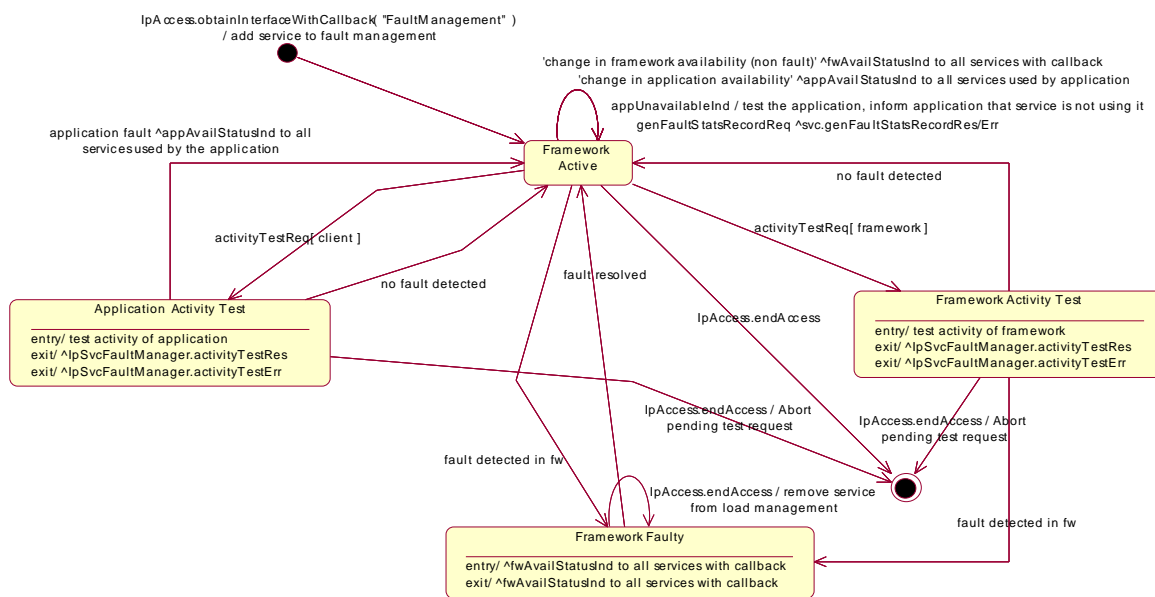 IpAccess.obtainInterfaceWithCallback( "FaultManagement" )
/ add service to fault management
'change in framework availability (non fault)' ^fwAvailStatusInd to all services with callback
'change in application availability' ^appAvailStatusInd to all services used by application
appUnavailableInd / test the application, inform application that service is not using it
genFaultStatsRecordReq ^svc.genFaultStatsRecordRes/Err
application fault ^appAvailStatusInd to all
services used by the application
Framework
Active
no fault detected
activityTestReq[ client ]
activityTestReq[ framework ]
no fault detected
fault resolved
Application Activity Test
entry/ test activity of application
exit/ ^IpSvcFaultManager.activityTestRes
exit/ ^IpSvcFaultManager.activityTestErr
Framework Activity Test
entry/ test activity of framework
exit/ ^IpSvcFaultManager.activityTestRes
exit/ ^IpSvcFaultManager.activityTestErr
IpAccess.endAccess
IpAccess.endAccess / Abort
pending test request
IpAccess.endAccess / Abort
pending test request
fault detected in fw
IpAccess.endAccess / remove service
from load management
fault detected in fw
Framework Faulty
entry/ ^fwAvailStatusInd to all services with callback
exit/ ^fwAvailStatusInd to all services with callback